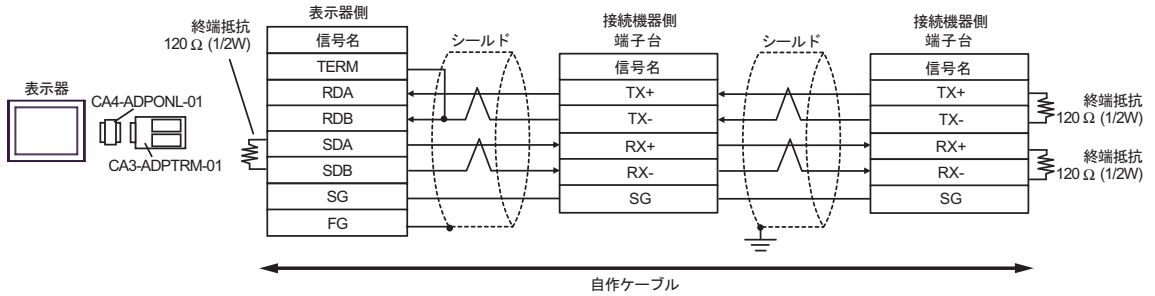 表示器
CA4-ADPONL-01
CA3-ADPTRM-01
終端抵抗
120 Ω (1/2W)
表示器側
信号名
TERM
RDA
RDB
SDA
SDB
SG
FG
シールド
接続機器側
端子台
信号名
TX+
TX-
RX+
RX-
SG
シールド
接続機器側
端子台
信号名
TX+
TX-
RX+
RX-
SG
終端抵抗
120 Ω (1/2W)
終端抵抗
120 Ω (1/2W)
自作ケーブル